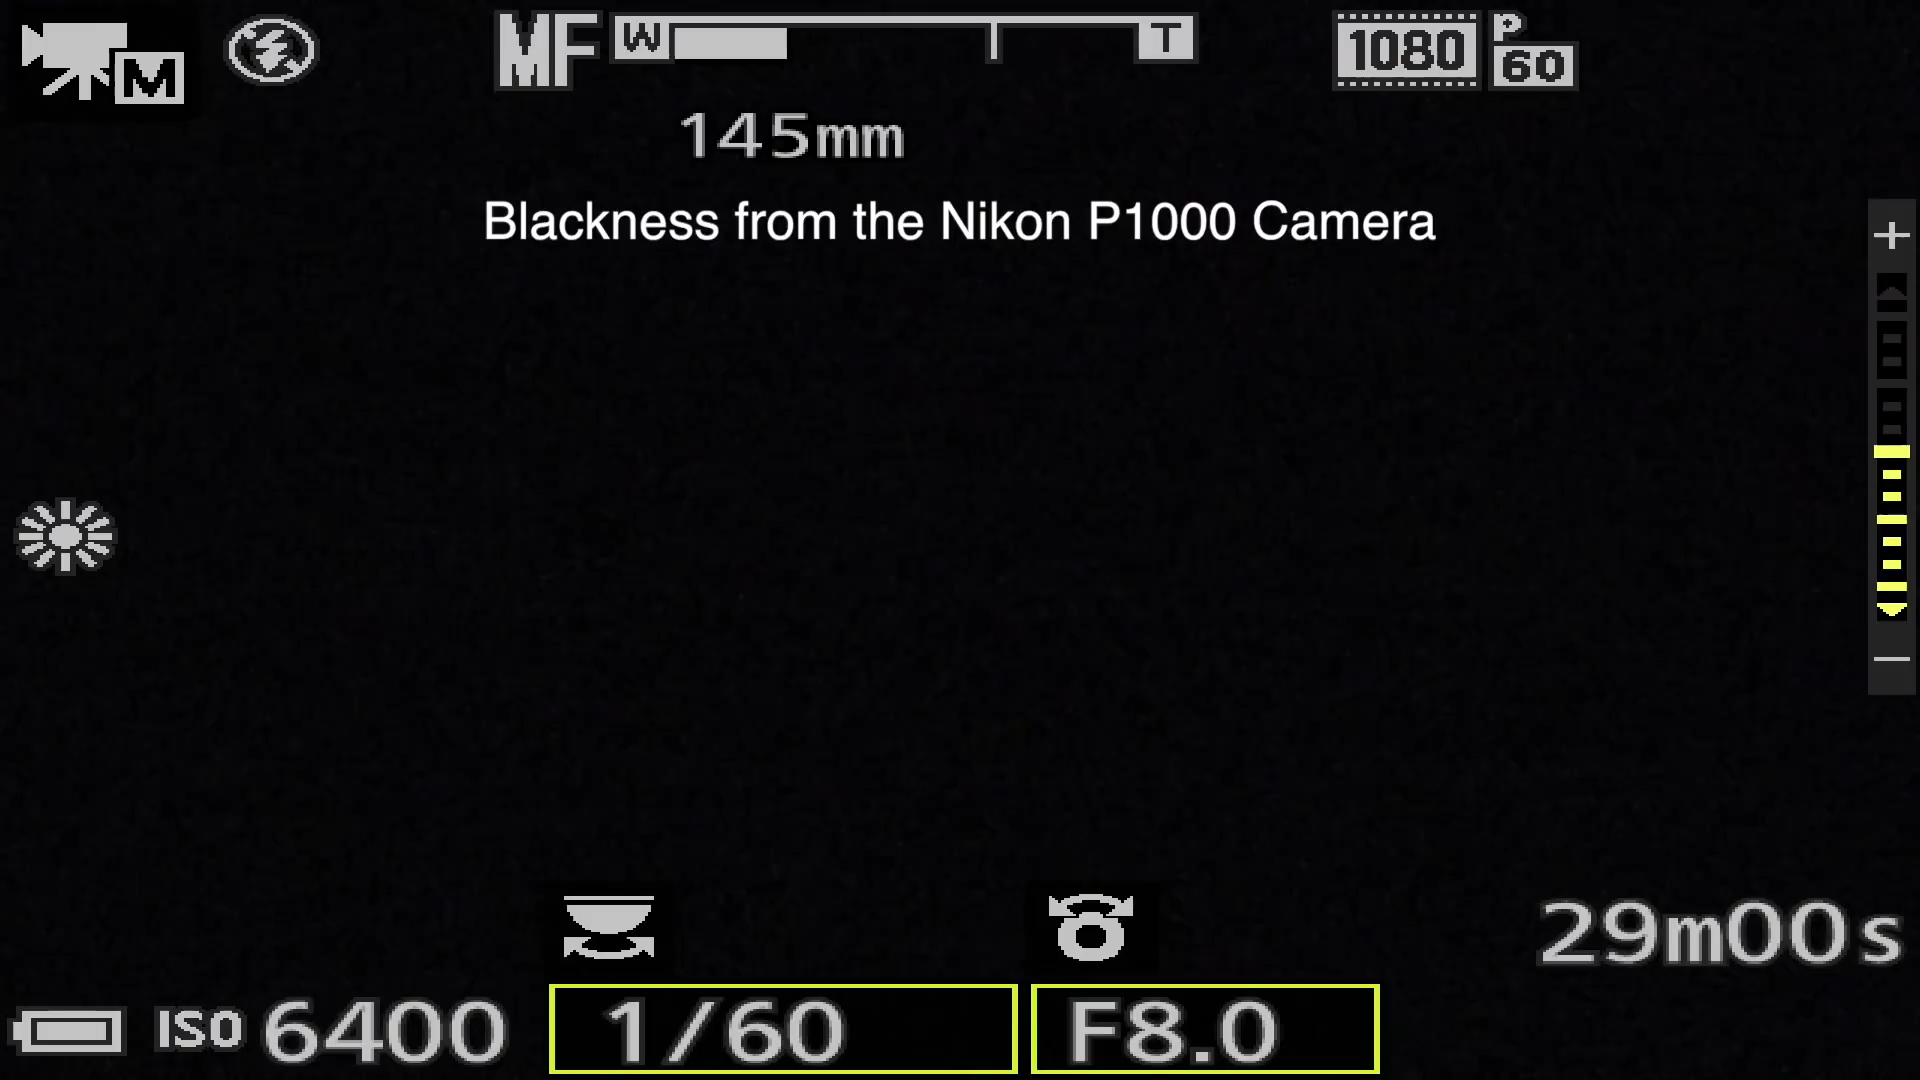 M
MF W T
1080 P 60
145mm
Blackness from the Nikon P1000 Camera
+
−
29m00s
ISO 6400 1/60 F8.0